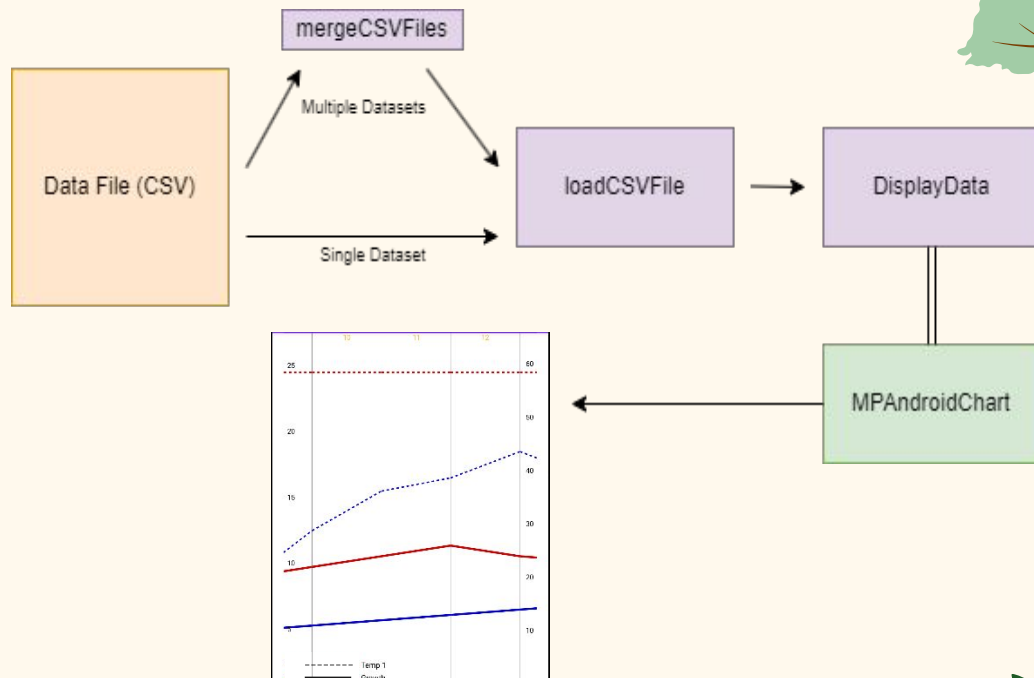 mergeCSVFiles
Multiple Datasets
Data File (CSV)
loadCSVFile
DisplayData
Single Dataset
MPAndroidChart
10
11
12
25
20
15
10
5
60
50
40
30
20
10
Temp 1
Growth